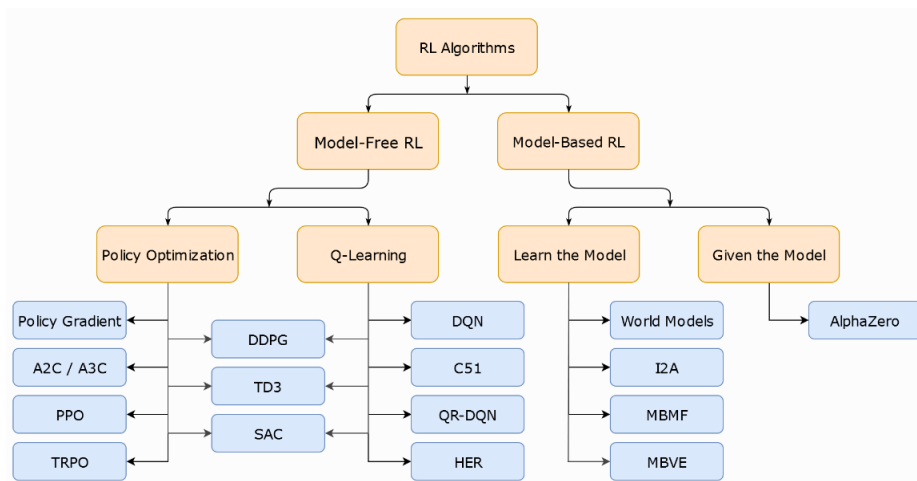 RL Algorithms
Model-Free RL
Model-Based RL
Policy Optimization
Q-Learning
Learn the Model
Given the Model
Policy Gradient
DDPG
DQN
World Models
AlphaZero
A2C / A3C
TD3
C51
I2A
PPO
SAC
QR-DQN
MBMF
TRPO
HER
MBVE